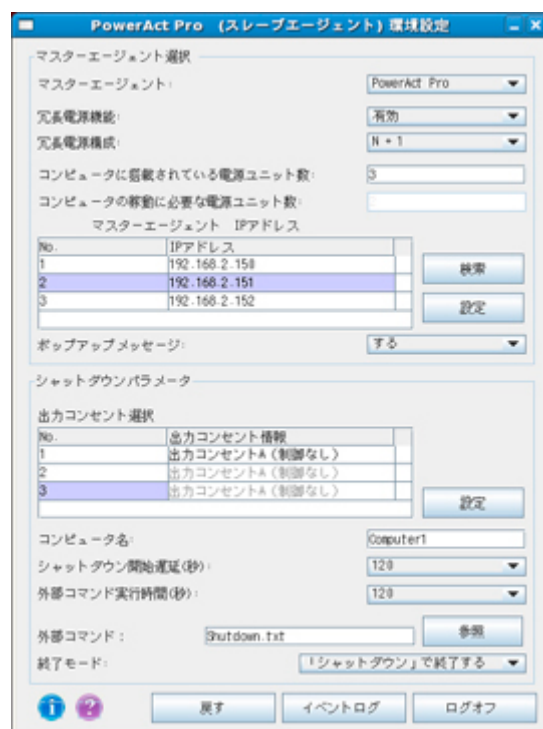 PowerAct Pro (スレーブエージェント) 環境設定
マスターエージェント選択
マスターエージェント: PowerAct Pro
冗長電源機能: 有効
冗長電源構成: N + 1
コンピュータに搭載されている電源ユニット数: 3
コンピュータの稼動に必要な電源ユニット数:
マスターエージェント IPアドレス
No. IPアドレス
1 192.168.2.150
検索
2 192.168.2.151
3 192.168.2.152
設定
ポップアップメッセージ: する
シャットダウンパラメータ
出力コンセント選択
No. 出力コンセント情報
1 出力コンセントA(制御なし)
2 出力コンセントA(制御なし)
3 出力コンセントA(制御なし)
設定
コンピュータ名: Computer1
シャットダウン開始遅延(秒): 120
外部コマンド実行時間(秒): 120
外部コマンド: Shutdown.txt 参照
終了モード: 「シャットダウン」で終了する
戻す イベントログ ログオフ